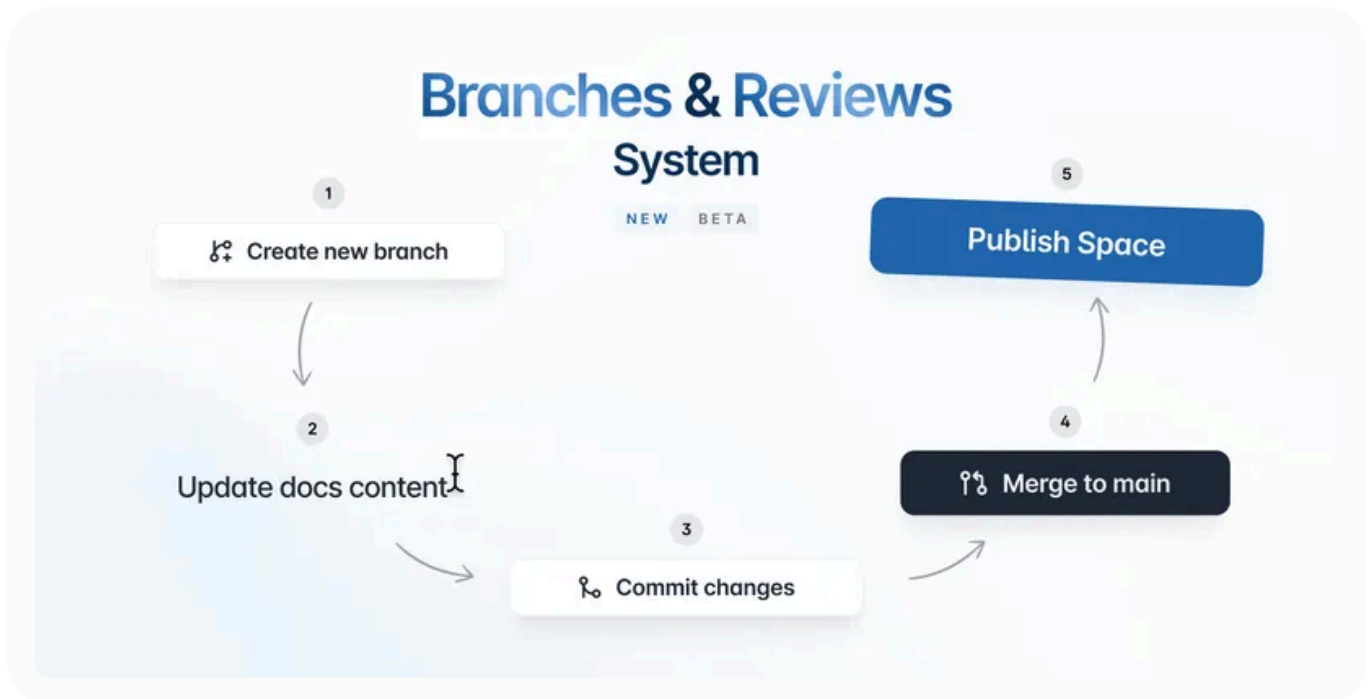 Branches & Reviews
System
NEW BETA
1
Create new branch
2
Update docs content
3
Commit changes
4
Merge to main
5
Publish Space